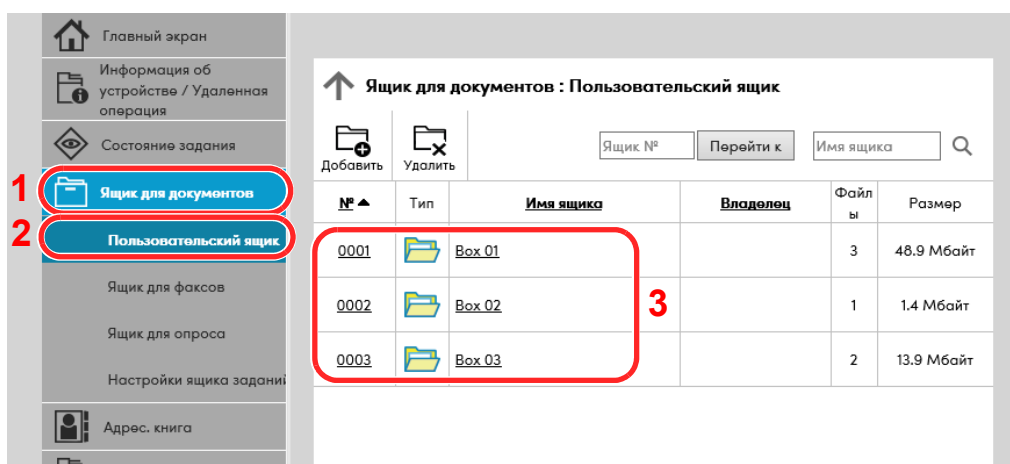 Главный экран
Информация об
устройстве / Удаленная
операция
Состояние задания
1
Ящик для документов
2
Пользовательский ящик
Ящик для факсов
Ящик для опроса
Настройки ящика заданий
Адрес. книга
Ящик для документов : Пользовательский ящик
Добавить Удалить Ящик № Перейти к Имя ящика
№ Тип Имя ящика Владелец Файл
ы Размер
0001 Box 01 3 48.9 Мбайт
0002 Box 02 1 1.4 Мбайт
0003 Box 03 2 13.9 Мбайт
3